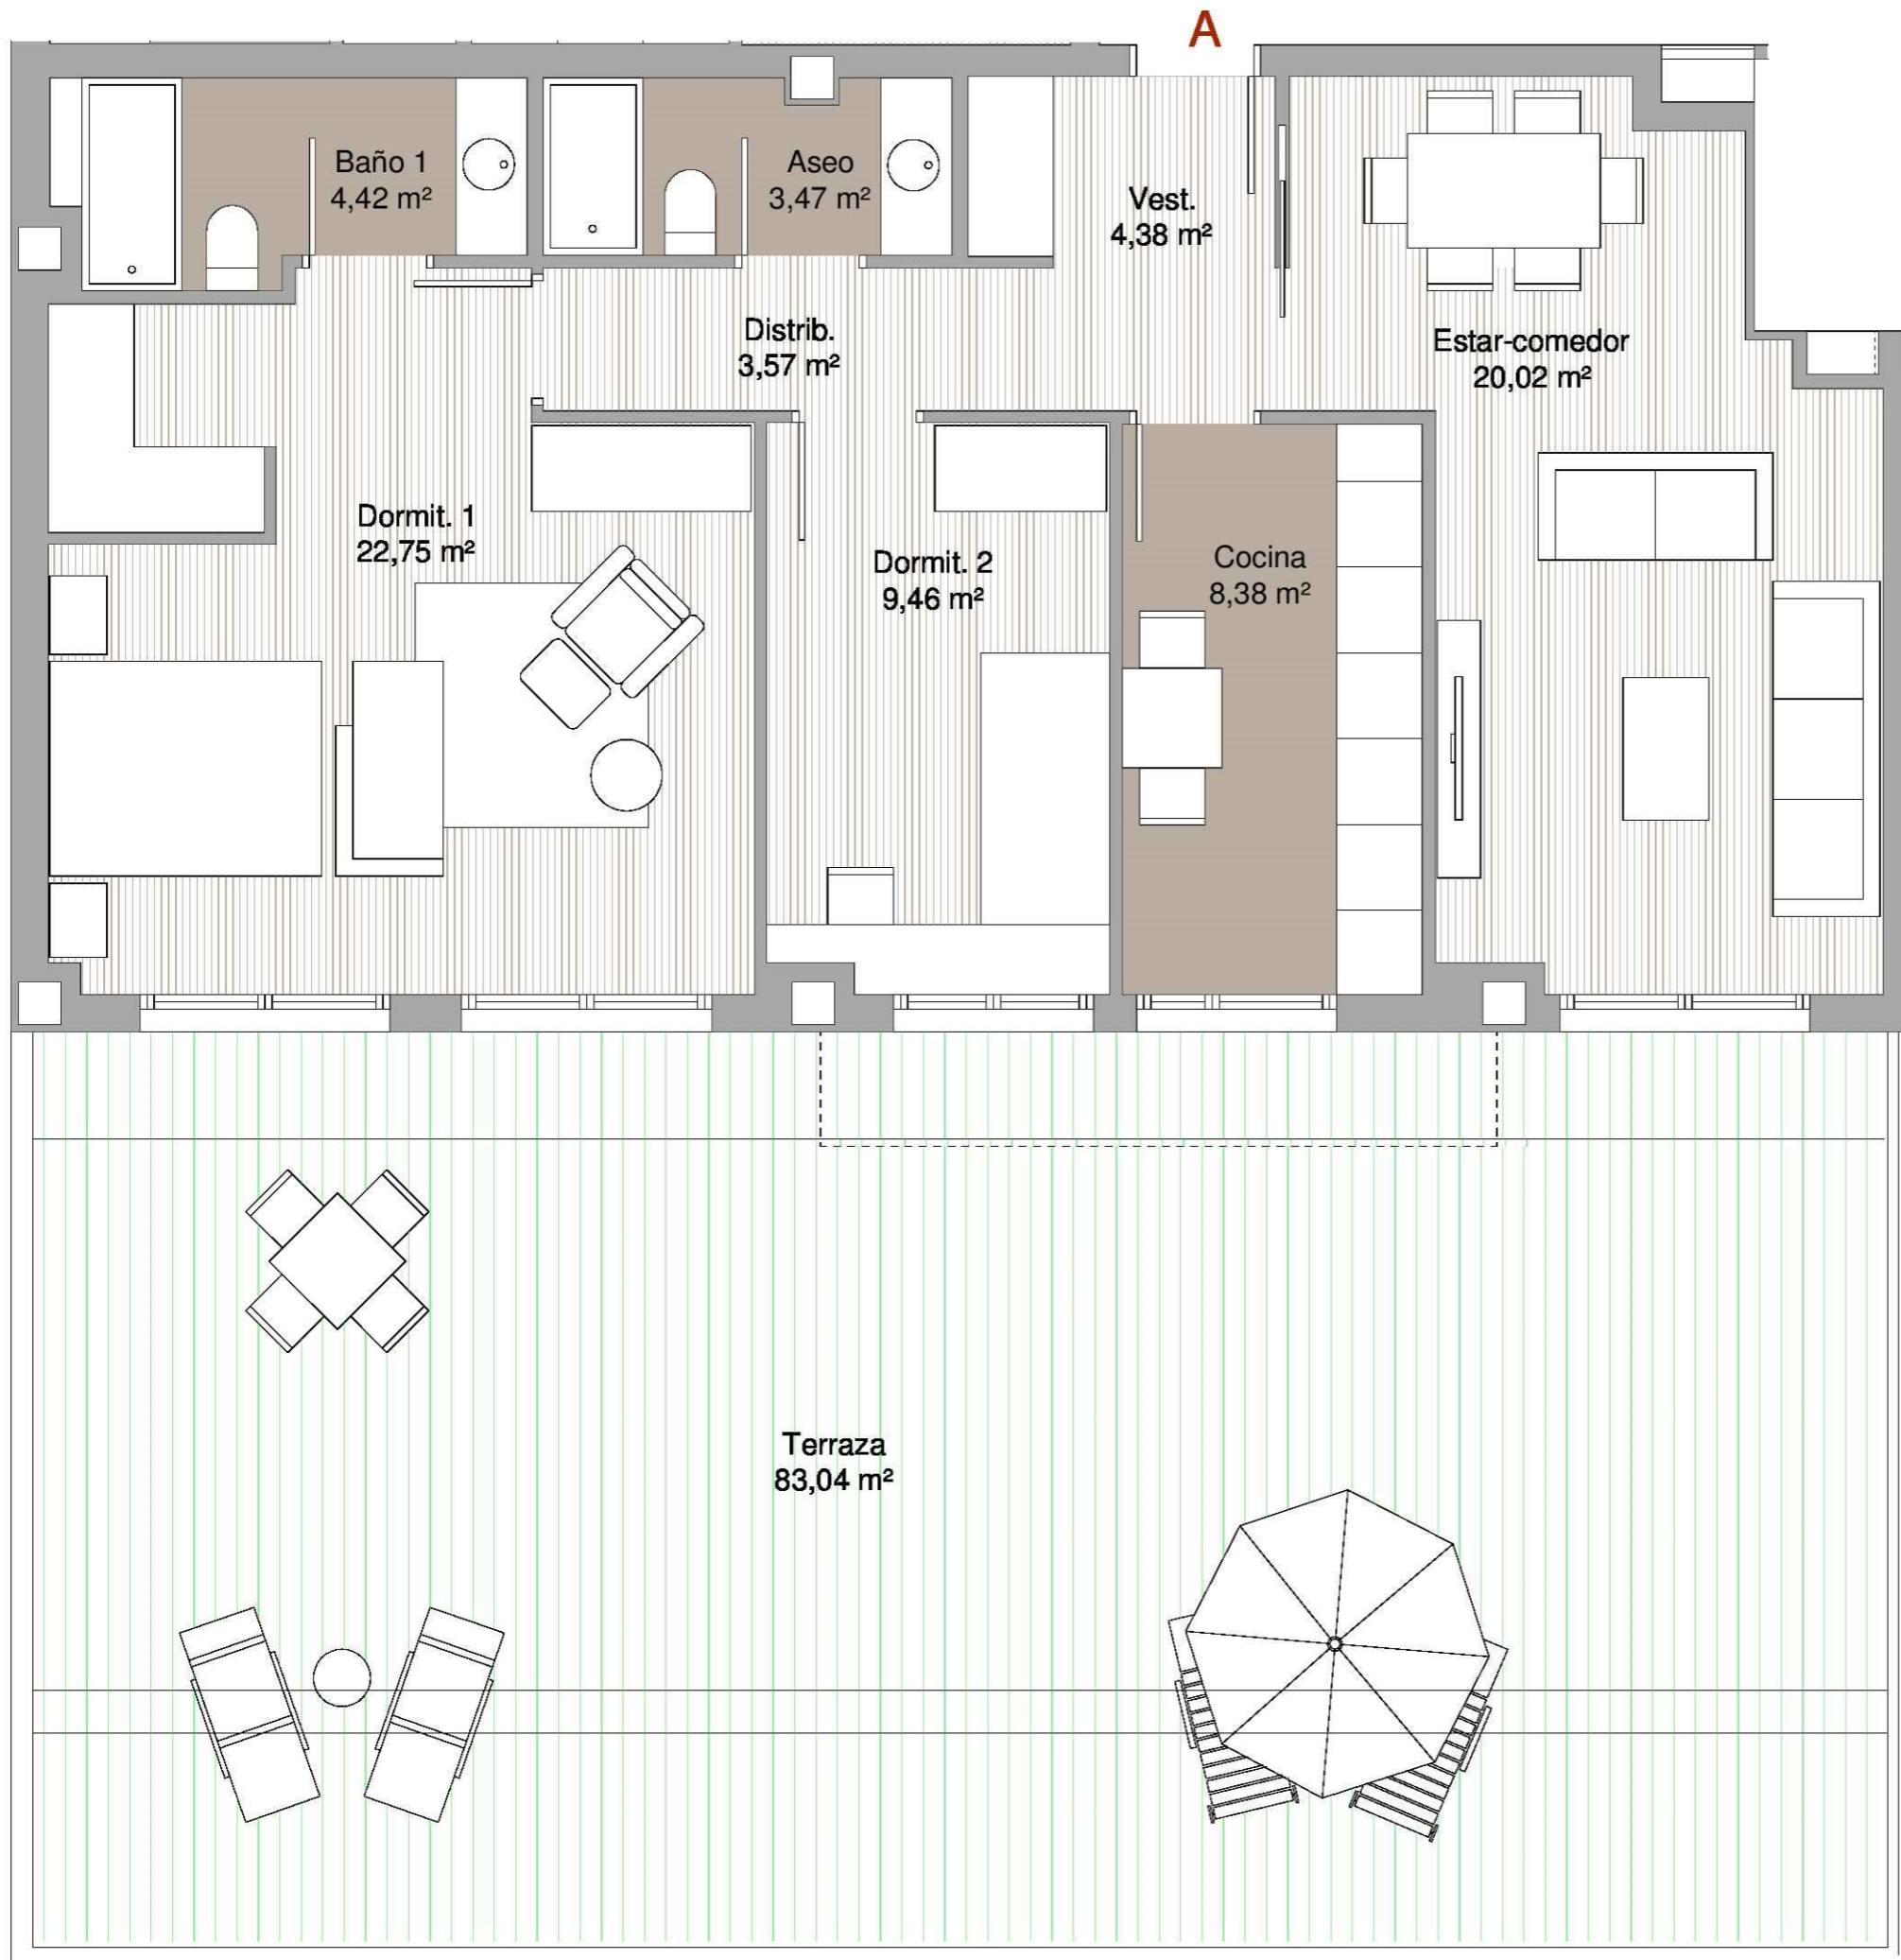 A
Baño 1
4,42 m²
Aseo
3,47 m²
Vest.
4,38 m²
Distrib.
3,57 m²
Estar-comedor
20,02 m²
Dormit. 1
22,75 m²
Dormit. 2
9,46 m²
Cocina
8,38 m²
Terraza
83,04 m²